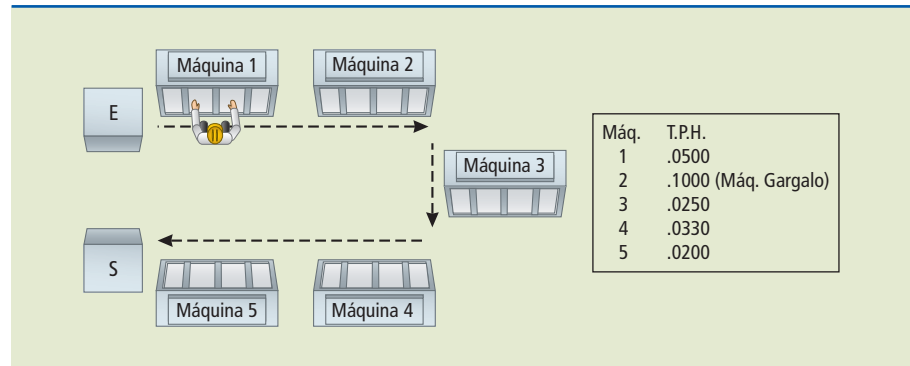 Máquina 1
Máquina 2
E
Máquina 3
S
Máquina 5
Máquina 4
Máq. T.P.H.
1 .0500
2 .1000 (Máq. Gargalo)
3 .0250
4 .0330
5 .0200